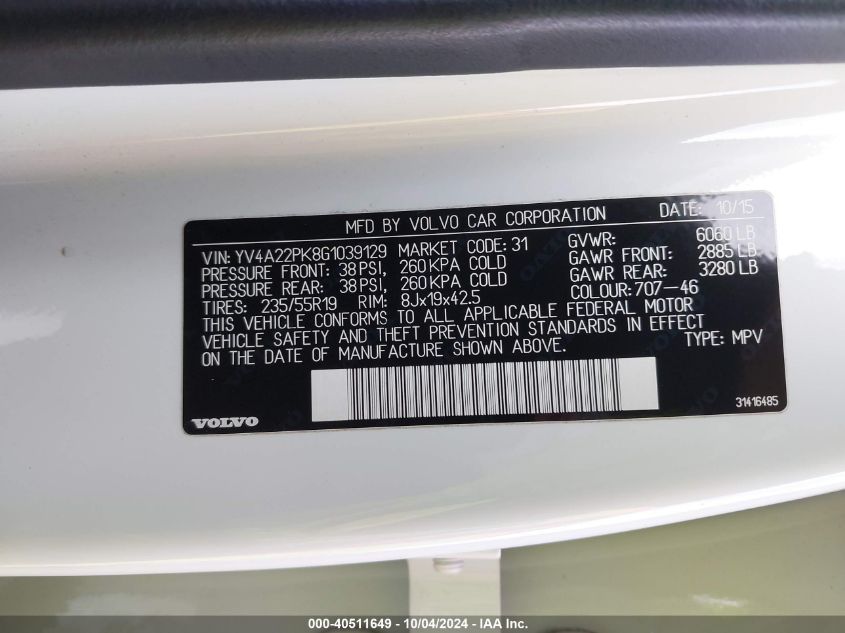 MFD BY VOLVO CAR CORPORATION DATE: 10/15
VIN: YV4A22PK8G1039129 MARKET CODE: 31 GVWR: 6060 LB
PRESSURE FRONT: 38 PSI, 260 KPA COLD GAWR FRONT: 2885 LB
PRESSURE REAR: 38 PSI, 260 KPA COLD GAWR REAR: 3280 LB
TIRES: 235/55R19 RIM: 8Jx19x42.5 COLOUR: 707-46
THIS VEHICLE CONFORMS TO ALL APPLICABLE FEDERAL MOTOR
VEHICLE SAFETY AND THEFT PREVENTION STANDARDS IN EFFECT
ON THE DATE OF MANUFACTURE SHOWN ABOVE. TYPE: MPV
VOLVO 31416485
000-40511649 - 10/04/2024 - IAA Inc.